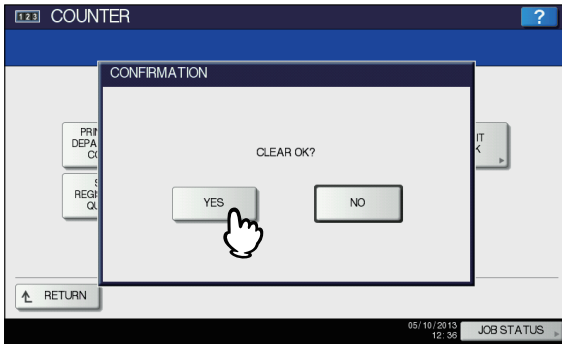 123 COUNTER ?
CONFIRMATION
CLEAR OK?
YES NO
RETURN
05/10/2013
12:36
JOB STATUS